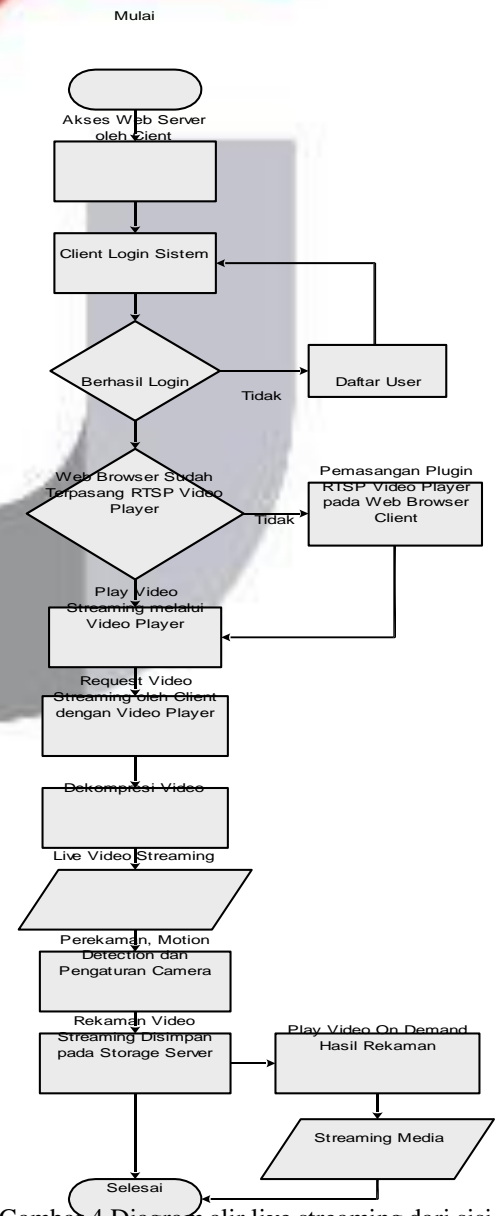 Mulai
Akses Web Server
oleh Cient
Client Login Sistem
Berhasil Login
Daftar User
Tidak
Web Browser Sudah
Terpasang RTSP Video
Player
Tidak
Pemasangan Plugin
RTSP Video Player
pada Web Browser
Client
Play Video
Streaming melalui
Video Player
Request Video
Streaming oleh Client
dengan Video Player
Dekompresi Video
Live Video Streaming
Perekaman, Motion
Detection dan
Pengaturan Camera
Rekaman Video
Streaming Disimpan
pada Storage Server
Play Video On Demand
Hasil Rekaman
Streaming Media
Selesai
Gambar 4 Diagram alir live streaming dari sisi